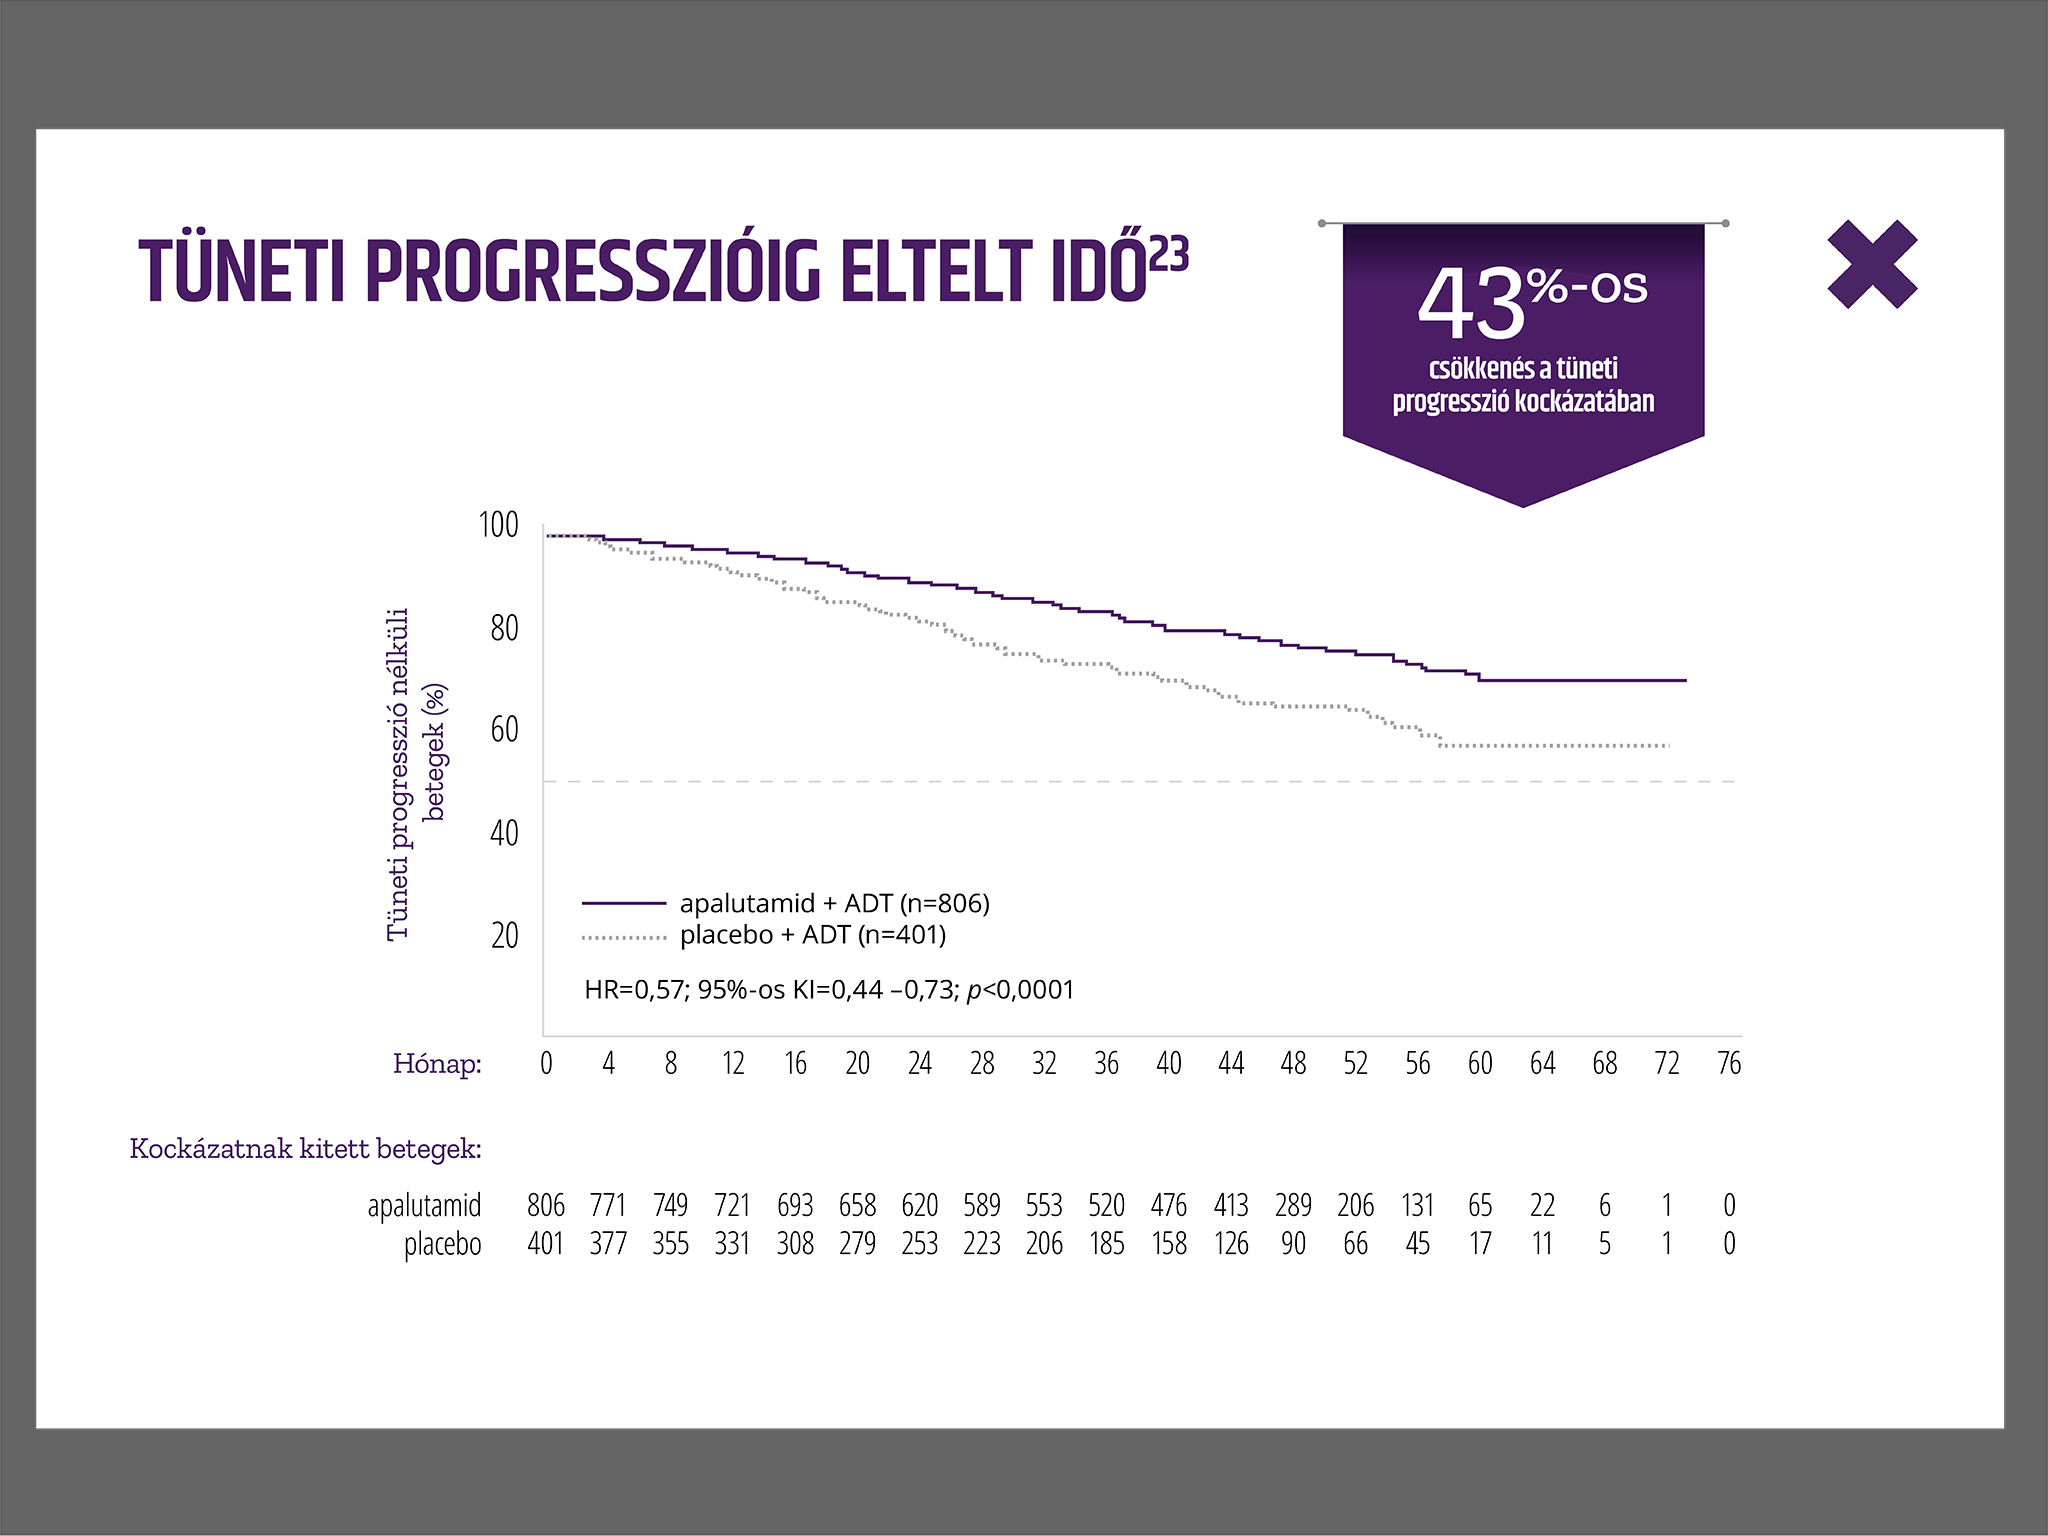 TÜNETI PROGRESSZIÓIG ELTELT IDŐ23
43%-os
csökkenés a tüneti
progresszió kockázatában
Tüneti progresszió nélküli
betegek (%)
100
80
60
40
20
apalutamid + ADT (n=806)
placebo + ADT (n=401)
HR=0,57; 95%-os KI=0,44 –0,73; p<0,0001
Hónap: 0 4 8 12 16 20 24 28 32 36 40 44 48 52 56 60 64 68 72 76
Kockázatnak kitett betegek:
apalutamid 806 771 749 721 693 658 620 589 553 520 476 413 289 206 131 65 22 6 1 0
placebo 401 377 355 331 308 279 253 223 206 185 158 126 90 66 45 17 11 5 1 0